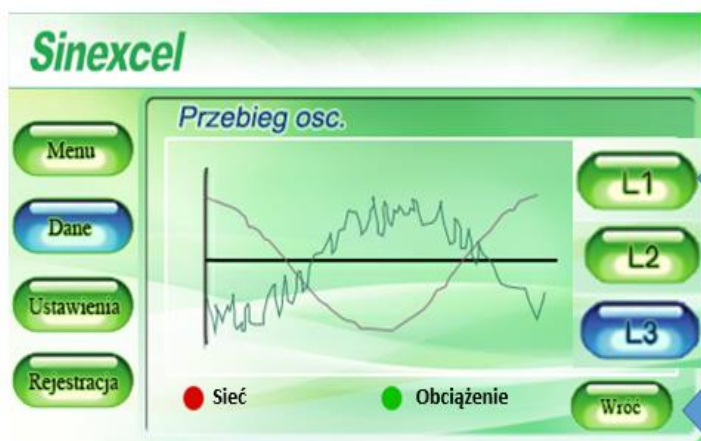 Sinexcel
Przebieg osc.
Menu
Dane
Ustawienia
Rejestracja
L1
L2
L3
Sieć
Obciążenie
Wróć